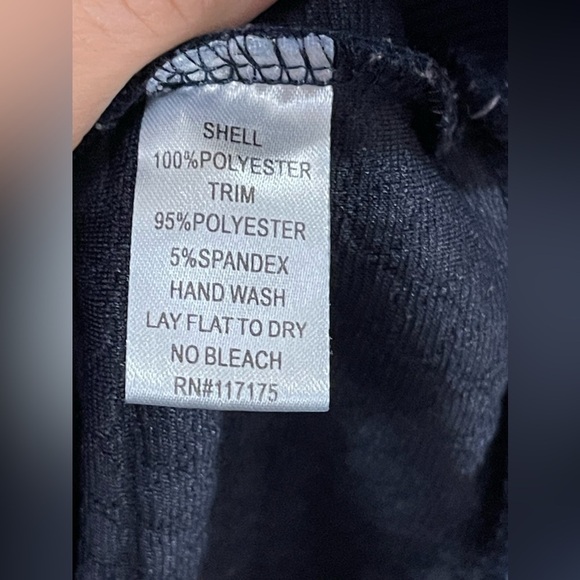 SHELL
100%POLYESTER
TRIM
95%POLYESTER
5%SPANDEX
HAND WASH
LAY FLAT TO DRY
NO BLEACH
RN#117175